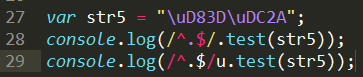 27 var str5 = "\uD83D\uDC2A";
28 console.log(/^.$/.test(str5));
29 console.log(/^.$/u.test(str5));